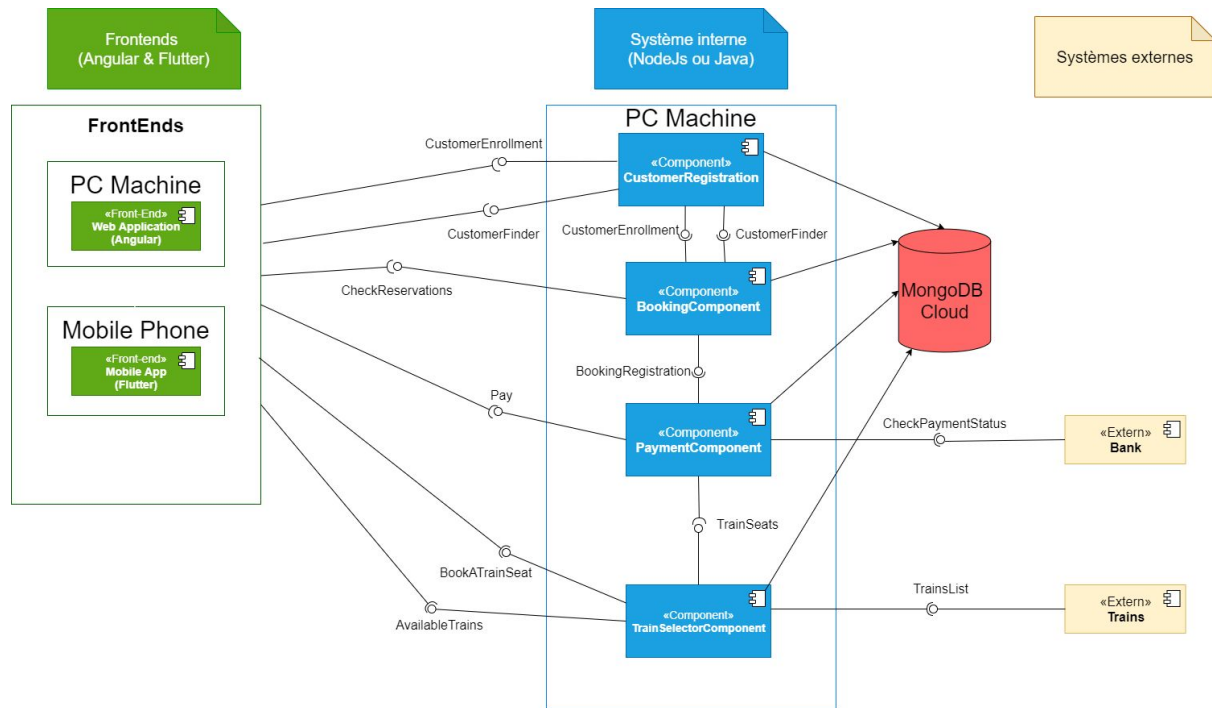 Frontends
(Angular & Flutter)
Système interne
(NodeJs ou Java)
Systèmes externes
FrontEnds
PC Machine
«Front-End»
Web Application
(Angular)
Mobile Phone
«Front-end»
Mobile App
(Flutter)
CustomerEnrollment
CustomerFinder
CheckReservations
Pay
BookATrainSeat
AvailableTrains
PC Machine
«Component»
CustomerRegistration
CustomerEnrollment
CustomerFinder
«Component»
BookingComponent
BookingRegistration
«Component»
PaymentComponent
TrainSeats
«Component»
TrainSelectorComponent
MongoDB
Cloud
CheckPaymentStatus
«Extern»
Bank
TrainsList
«Extern»
Trains